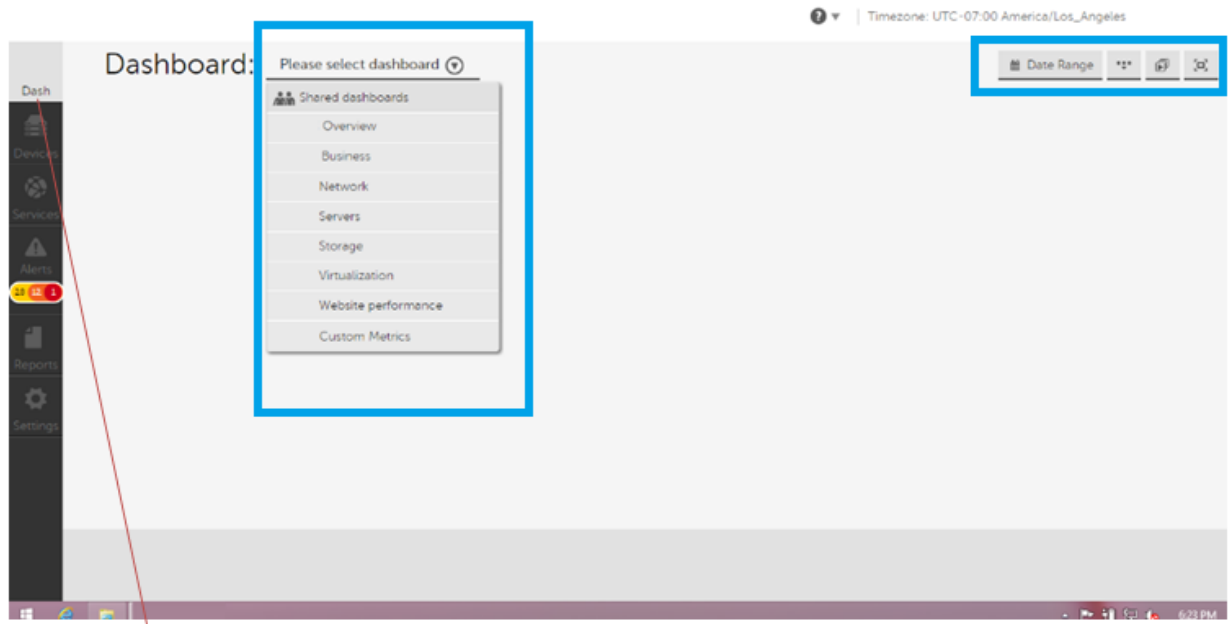 Timezone: UTC-07:00 America/Los_Angeles
Dashboard: Please select dashboard
Date Range
Shared dashboards
Overview
Business
Network
Servers
Storage
Virtualization
Website performance
Custom Metrics
Dash
Devices
Services
Alerts
12 1
Reports
Settings
6:23 PM